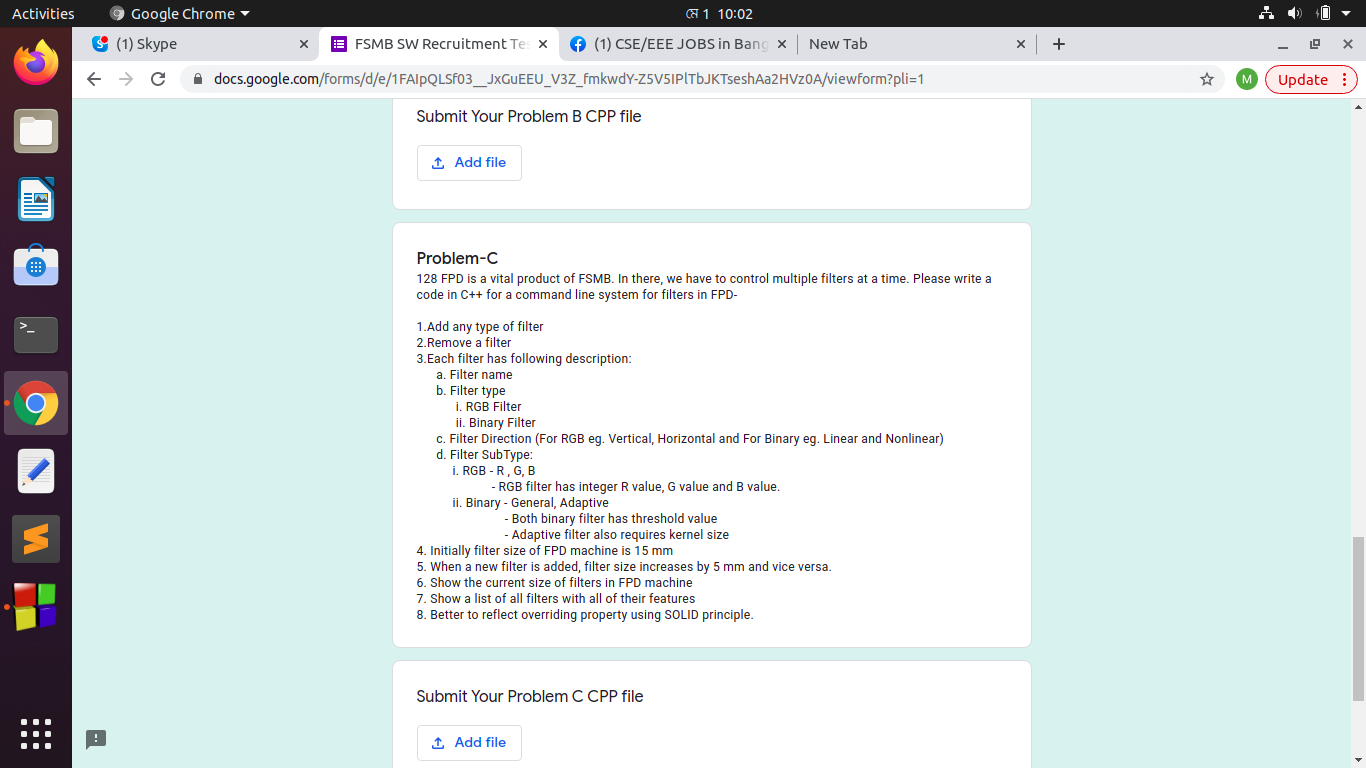 Activities
Google Chrome
মে 1 10:02
(1) Skype
FSMB SW Recruitment Te
(1) CSE/EEE JOBS in Bang
New Tab
docs.google.com/forms/d/e/1FAIpQLSf03__JxGuEEU_V3Z_fmkwdY-Z5V5IPlTbJKTseshAa2HVz0A/viewform?pli=1
M
Update
Submit Your Problem B CPP file
Add file
Problem-C
128 FPD is a vital product of FSMB. In there, we have to control multiple filters at a time. Please write a
code in C++ for a command line system for filters in FPD-
1.Add any type of filter
2.Remove a filter
3.Each filter has following description:
a. Filter name
b. Filter type
i. RGB Filter
ii. Binary Filter
c. Filter Direction (For RGB eg. Vertical, Horizontal and For Binary eg. Linear and Nonlinear)
d. Filter SubType:
i. RGB - R , G, B
- RGB filter has integer R value, G value and B value.
ii. Binary - General, Adaptive
- Both binary filter has threshold value
- Adaptive filter also requires kernel size
4. Initially filter size of FPD machine is 15 mm
5. When a new filter is added, filter size increases by 5 mm and vice versa.
6. Show the current size of filters in FPD machine
7. Show a list of all filters with all of their features
8. Better to reflect overriding property using SOLID principle.
Submit Your Problem C CPP file
Add file